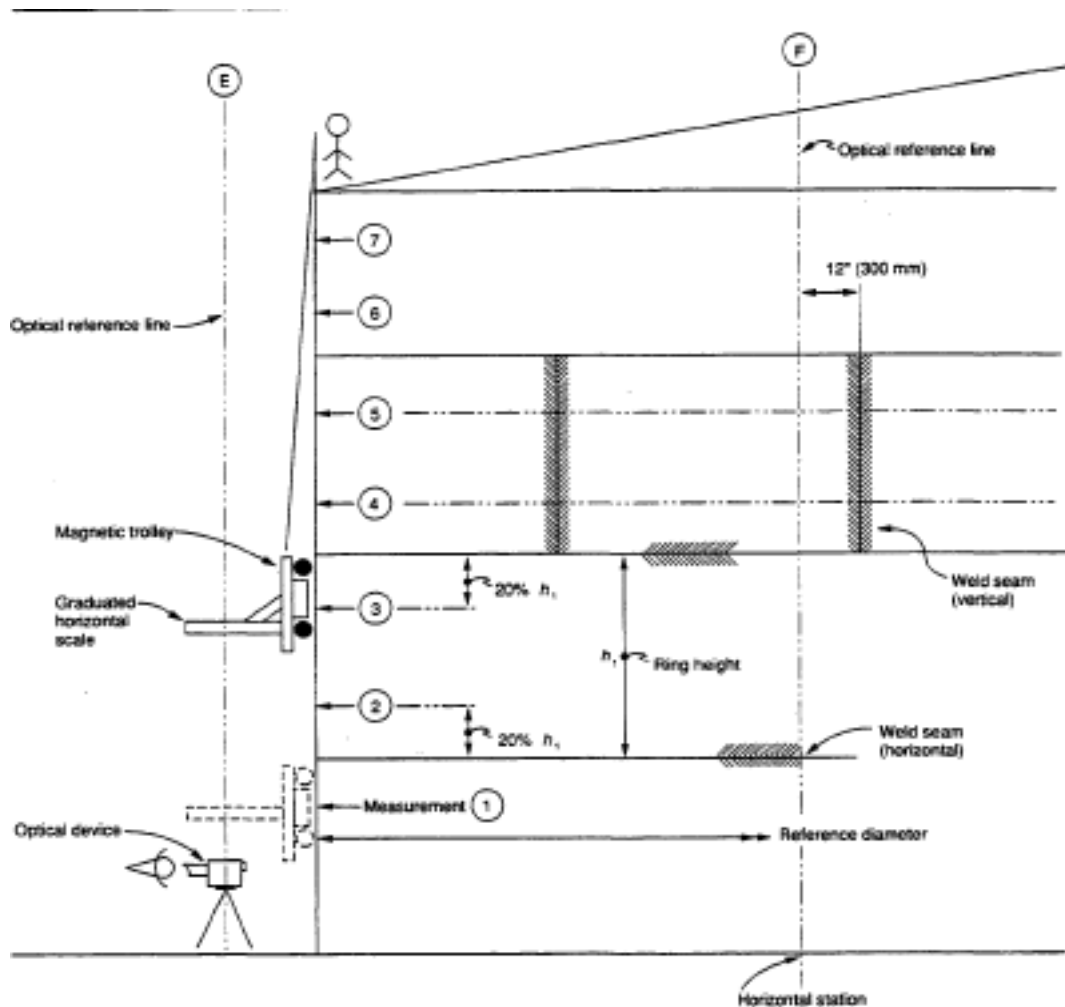 E
F
Optical reference line
7
12" (300 mm)
6
Optical reference line
5
4
Magnetic trolley
20% h₁
Weld seam
(vertical)
Graduated
horizontal
scale
3
h₁ Ring height
2
20% h₁
Weld seam
(horizontal)
Measurement 1
Optical device
Reference diameter
Horizontal station